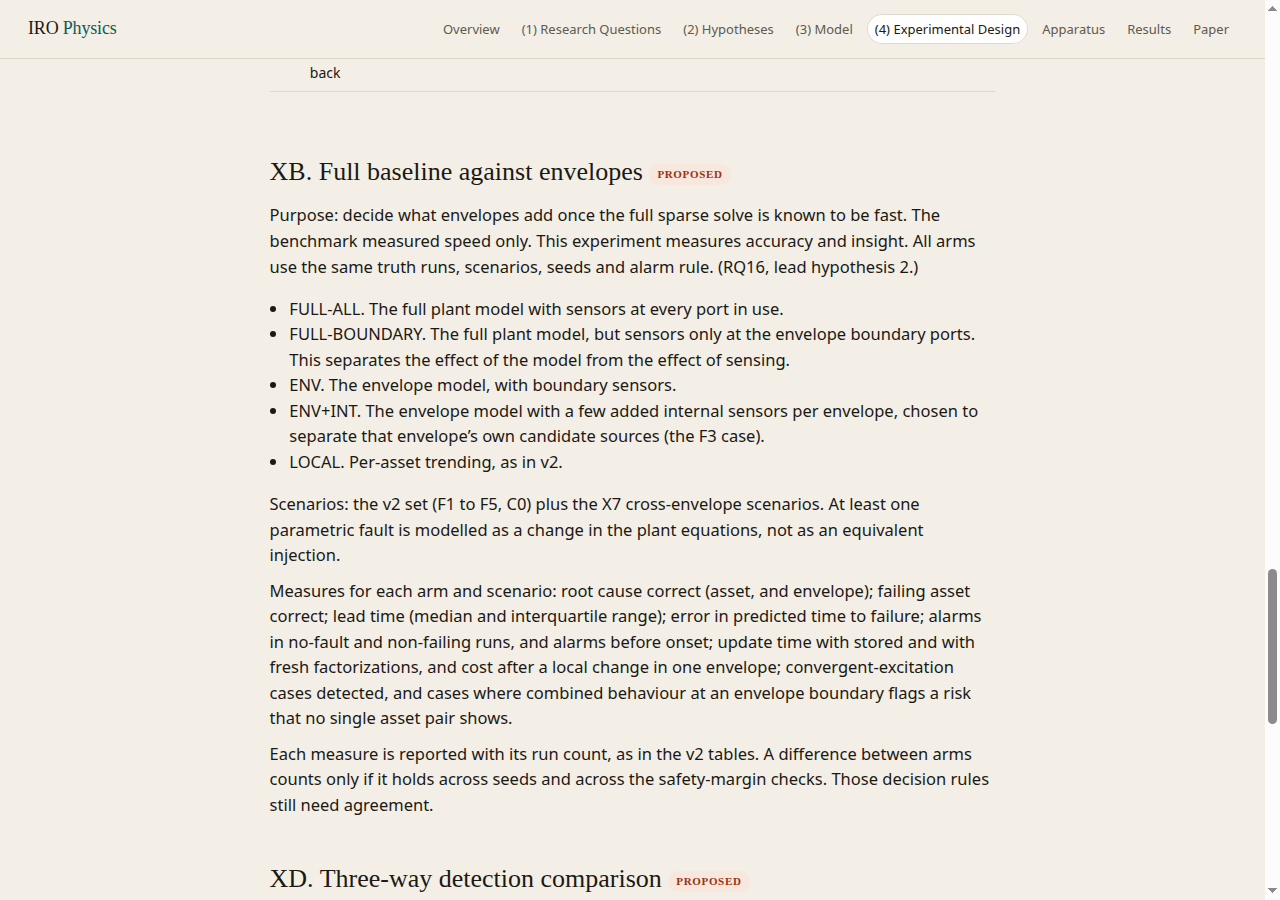 IRO Physics
Overview
(1) Research Questions
(2) Hypotheses
(3) Model
(4) Experimental Design
Apparatus
Results
Paper
back
XB. Full baseline against envelopes PROPOSED
Purpose: decide what envelopes add once the full sparse solve is known to be fast. The
benchmark measured speed only. This experiment measures accuracy and insight. All arms
use the same truth runs, scenarios, seeds and alarm rule. (RQ16, lead hypothesis 2.)
• FULL-ALL. The full plant model with sensors at every port in use.
• FULL-BOUNDARY. The full plant model, but sensors only at the envelope boundary ports.
This separates the effect of the model from the effect of sensing.
• ENV. The envelope model, with boundary sensors.
• ENV+INT. The envelope model with a few added internal sensors per envelope, chosen to
separate that envelope’s own candidate sources (the F3 case).
• LOCAL. Per-asset trending, as in v2.
Scenarios: the v2 set (F1 to F5, C0) plus the X7 cross-envelope scenarios. At least one
parametric fault is modelled as a change in the plant equations, not as an equivalent
injection.
Measures for each arm and scenario: root cause correct (asset, and envelope); failing asset
correct; lead time (median and interquartile range); error in predicted time to failure; alarms
in no-fault and non-failing runs, and alarms before onset; update time with stored and with
fresh factorizations, and cost after a local change in one envelope; convergent-excitation
cases detected, and cases where combined behaviour at an envelope boundary flags a risk
that no single asset pair shows.
Each measure is reported with its run count, as in the v2 tables. A difference between arms
counts only if it holds across seeds and across the safety-margin checks. Those decision rules
still need agreement.
XD. Three-way detection comparison PROPOSED